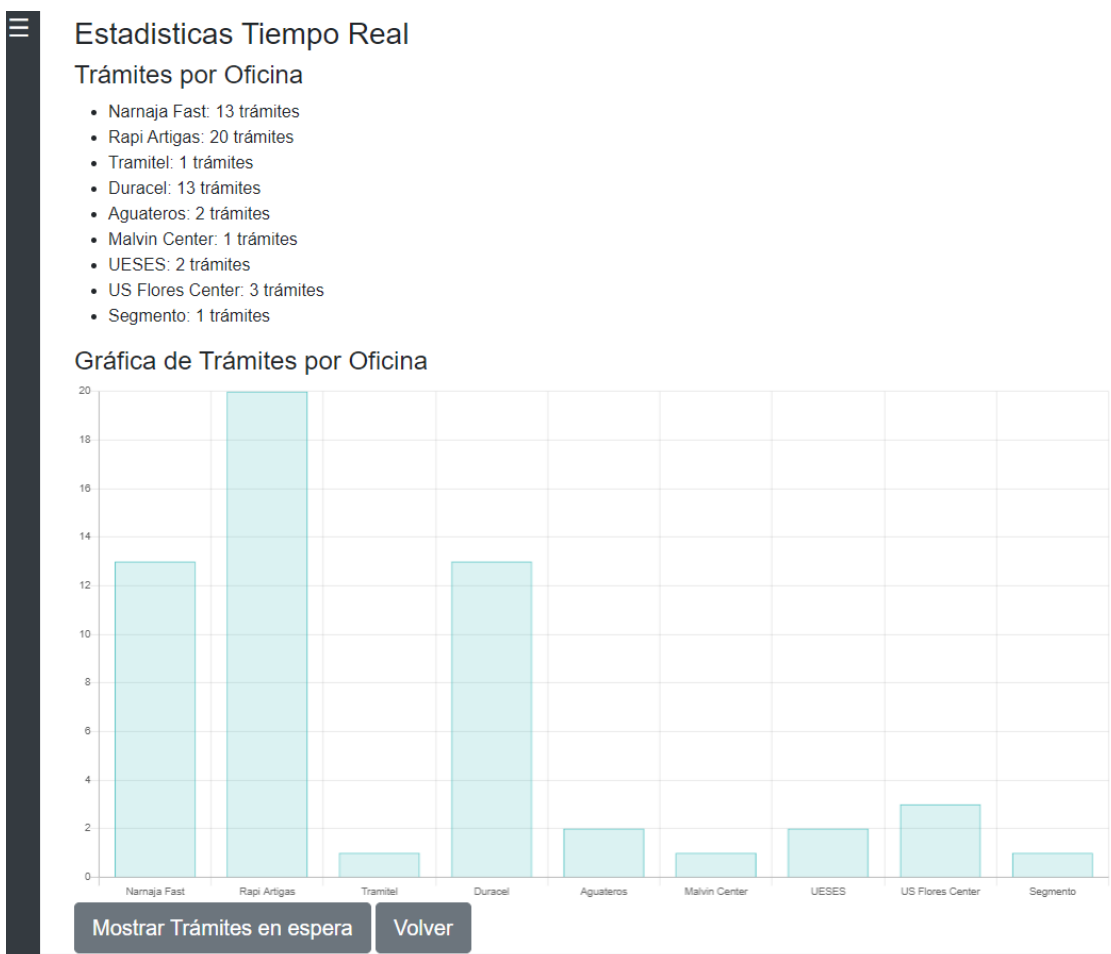 Estadisticas Tiempo Real
Trámites por Oficina
Narnaja Fast: 13 trámites
Rapi Artigas: 20 trámites
Tramitel: 1 trámites
Duracel: 13 trámites
Aguateros: 2 trámites
Malvin Center: 1 trámites
UESES: 2 trámites
US Flores Center: 3 trámites
Segmento: 1 trámites
Gráfica de Trámites por Oficina
20
18
16
14
12
10
8
6
4
2
0
Narnaja Fast Rapi Artigas Tramitel Duracel Aguateros Malvin Center UESES US Flores Center Segmento
Mostrar Trámites en espera Volver